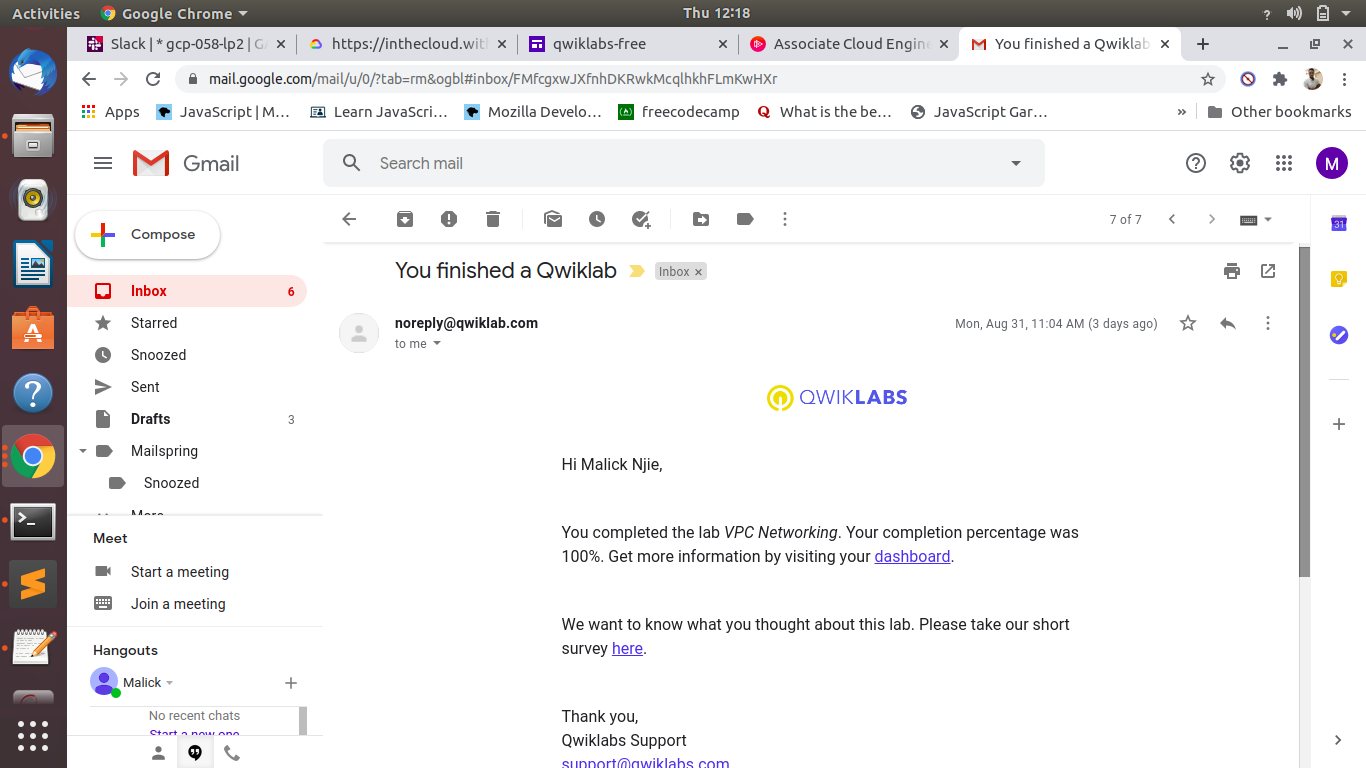 Activities
Google Chrome
Thu 12:18
Slack | * gcp-058-lp2 | G
https://inthecloud.wit
qwiklabs-free
Associate Cloud Engine
You finished a Qwiklab
mail.google.com/mail/u/0/?tab=rm&ogbl#inbox/FMfcgxwJXfnhDKRwkMcqlhkhFLmKwHXr
Apps
JavaScript | M…
Learn JavaScri…
Mozilla Develo…
freecodecamp
What is the be…
JavaScript Gar…
»
Other bookmarks
Gmail
Search mail
M
Compose
7 of 7
31
Inbox 6
Starred
Snoozed
Sent
Drafts 3
Mailspring
Snoozed
More
Meet
Start a meeting
Join a meeting
Hangouts
Malick
No recent chats
Start a new one
You finished a Qwiklab
Inbox ×
noreply@qwiklab.com
Mon, Aug 31, 11:04 AM (3 days ago)
to me
QWIKLABS
Hi Malick Njie,
You completed the lab VPC Networking. Your completion percentage was
100%. Get more information by visiting your dashboard.
We want to know what you thought about this lab. Please take our short
survey here.
Thank you,
Qwiklabs Support
support@qwiklabs.com